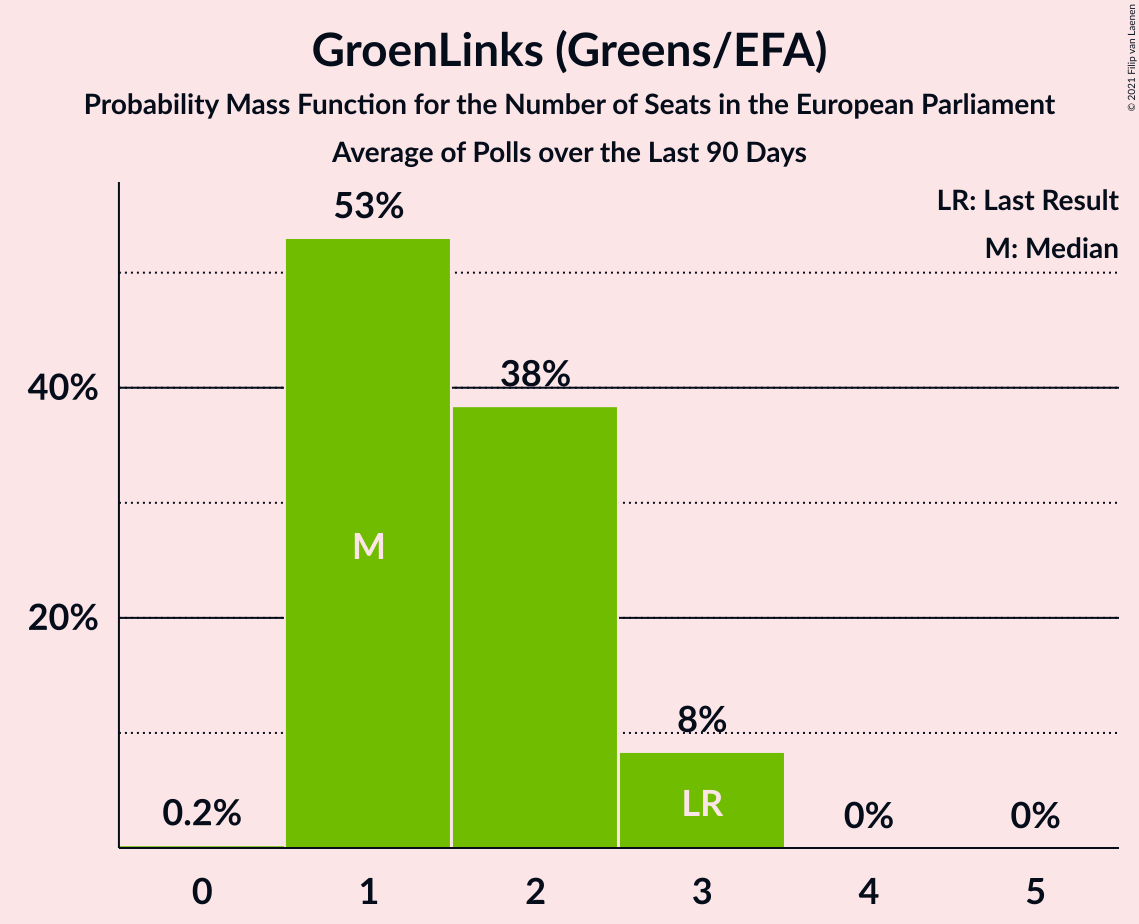 GroenLinks (Greens/EFA)
Probability Mass Function for the Number of Seats in the European Parliament
Average of Polls over the Last 90 Days
© 2021 Filip van Laenen
LR: Last Result
M: Median
53%
38%
40%
M
20%
8%
LR
0.2%
0%
0%
0
1
2
3
4
5